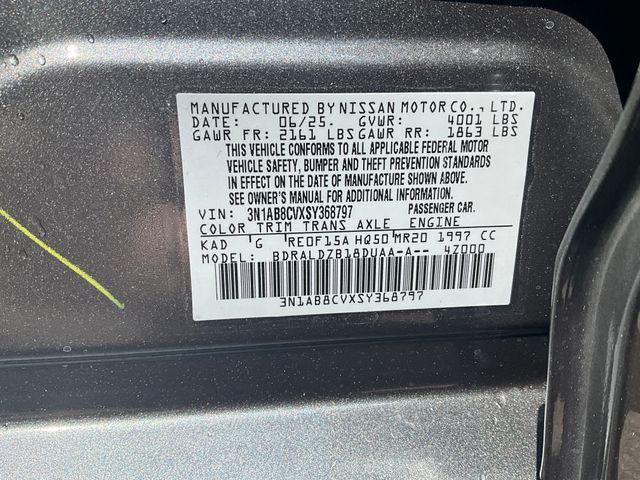 MANUFACTURED BY NISSAN MOTOR CO., LTD.
DATE: 06/25. GVWR: 4001 LBS
GAWR FR: 2161 LBS GAWR RR: 1863 LBS
THIS VEHICLE CONFORMS TO ALL APPLICABLE FEDERAL MOTOR
VEHICLE SAFETY, BUMPER AND THEFT PREVENTION STANDARDS
IN EFFECT ON THE DATE OF MANUFACTURE SHOWN ABOVE.
SEE OWNER'S MANUAL FOR ADDITIONAL INFORMATION.
VIN: 3N1AB8CVXSY368797 PASSENGER CAR.
COLOR TRIM TRANS AXLE ENGINE
KAD G RE0F15A HQ50 MR20 1997 CC
MODEL: BDRALDZB18DUAA-A-- 4Z000
3N1AB8CVXSY368797